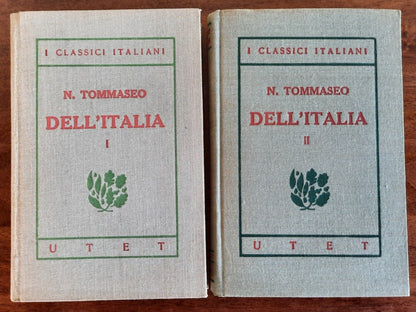 I CLASSICI ITALIANI
N. TOMMASEO
DELL'ITALIA
I
UTET
I CLASSICI ITALIANI
N. TOMMASEO
DELL'ITALIA
II
UTET